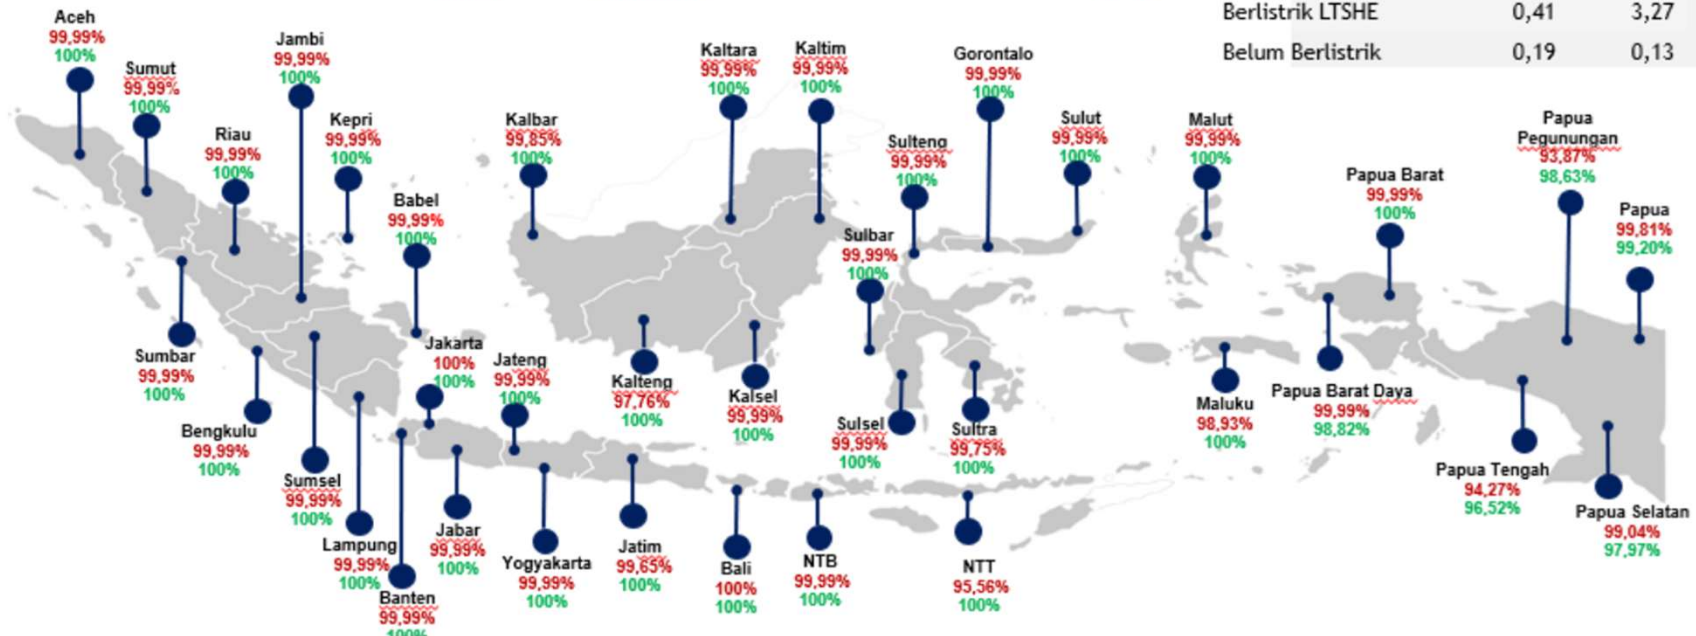 Berlistrik LTSHE 0,41 3,27
Belum Berlistrik 0,19 0,13
Aceh
99,99%
100%
Sumut
99,99%
100%
Jambi
99,99%
100%
Riau
99,99%
100%
Kepri
99,99%
100%
Babel
99,99%
100%
Kalbar
99,85%
100%
Kaltara
99,99%
100%
Kaltim
99,99%
100%
Gorontalo
99,99%
100%
Sulteng
99,99%
100%
Sulut
99,99%
100%
Sulbar
99,99%
100%
Malut
99,99%
100%
Papua Barat
99,99%
100%
Papua
Pegunungan
93,87%
98,63%
Papua
99,81%
99,20%
Sumbar
99,99%
100%
Bengkulu
99,99%
100%
Sumsel
99,99%
100%
Lampung
99,99%
100%
Banten
99,99%
100%
Jakarta
100%
100%
Jateng
99,99%
100%
Jabar
99,99%
100%
Yogyakarta
99,99%
100%
Jatim
99,65%
100%
Kalteng
97,76%
100%
Kalsel
99,99%
100%
Bali
100%
100%
NTB
99,99%
100%
NTT
95,56%
100%
Sulsel
99,99%
100%
Sultra
99,75%
100%
Maluku
98,93%
100%
Papua Barat Daya
99,99%
98,82%
Papua Tengah
94,27%
96,52%
Papua Selatan
99,04%
97,97%